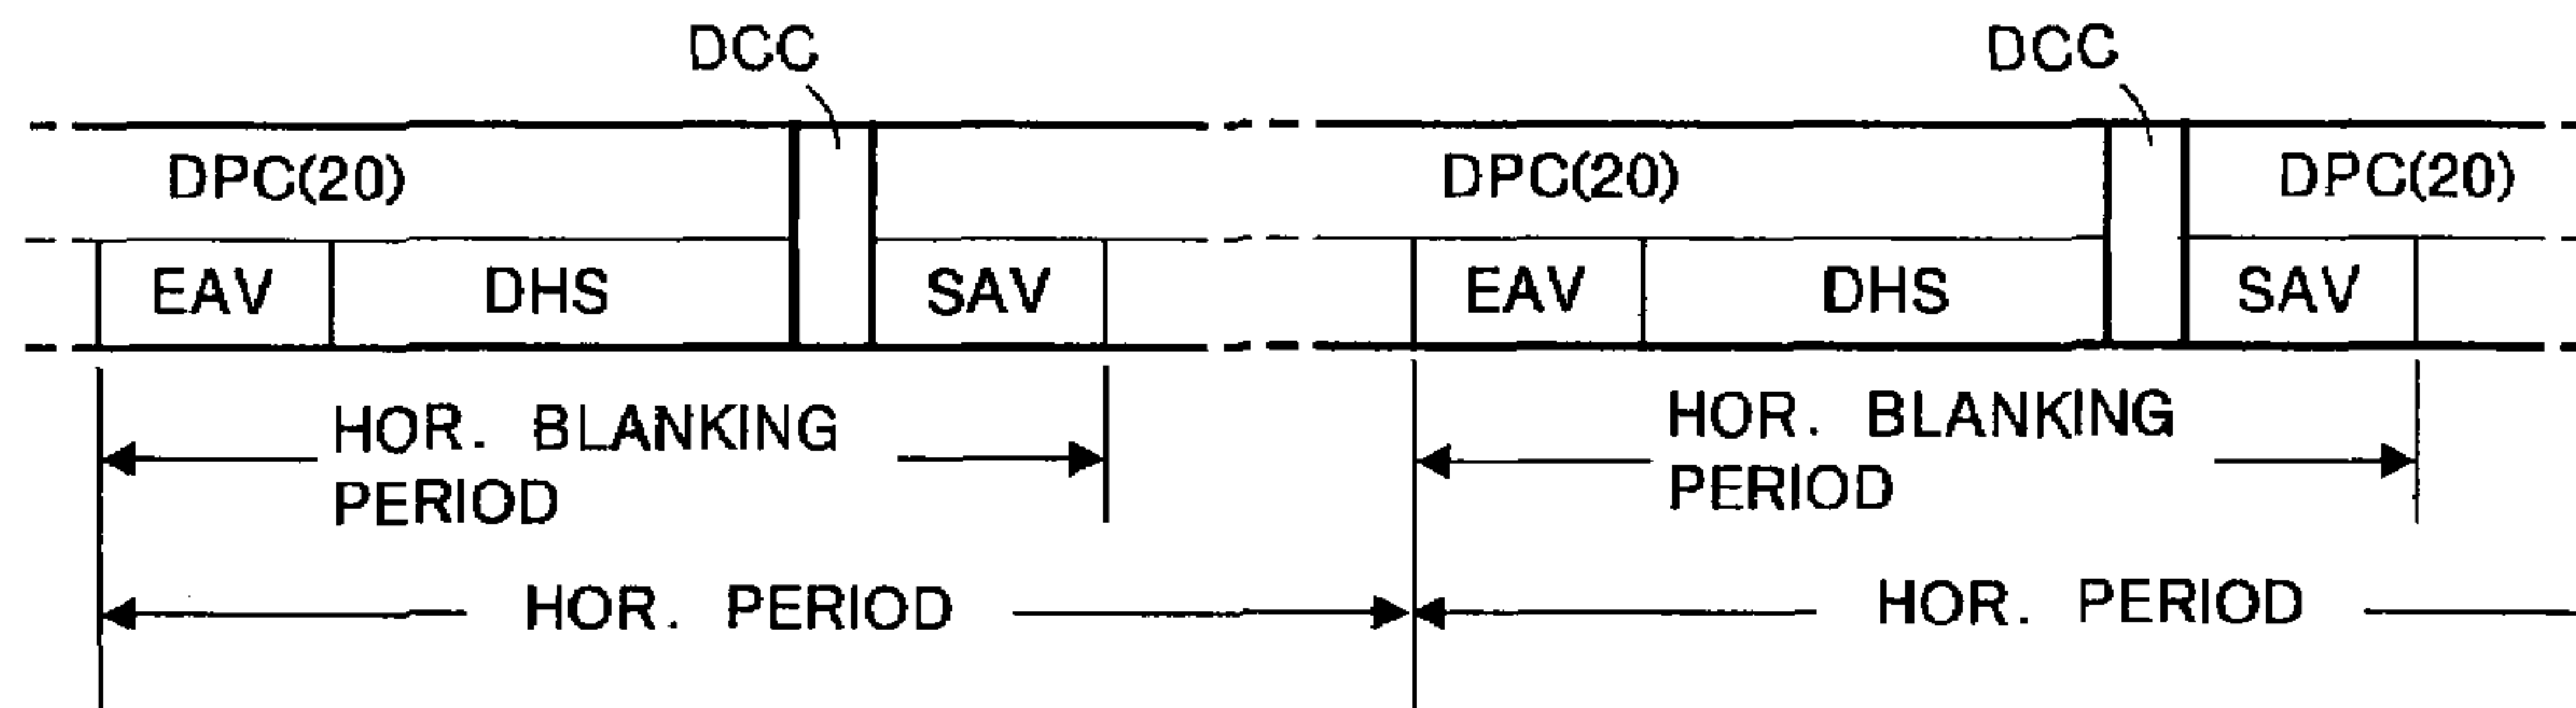 DCC DCC
DPC(20) DPC(20) DPC(20)
EAV DHS SAV EAV DHS SAV
HOR. BLANKING PERIOD
HOR. BLANKING PERIOD
HOR. PERIOD HOR. PERIOD